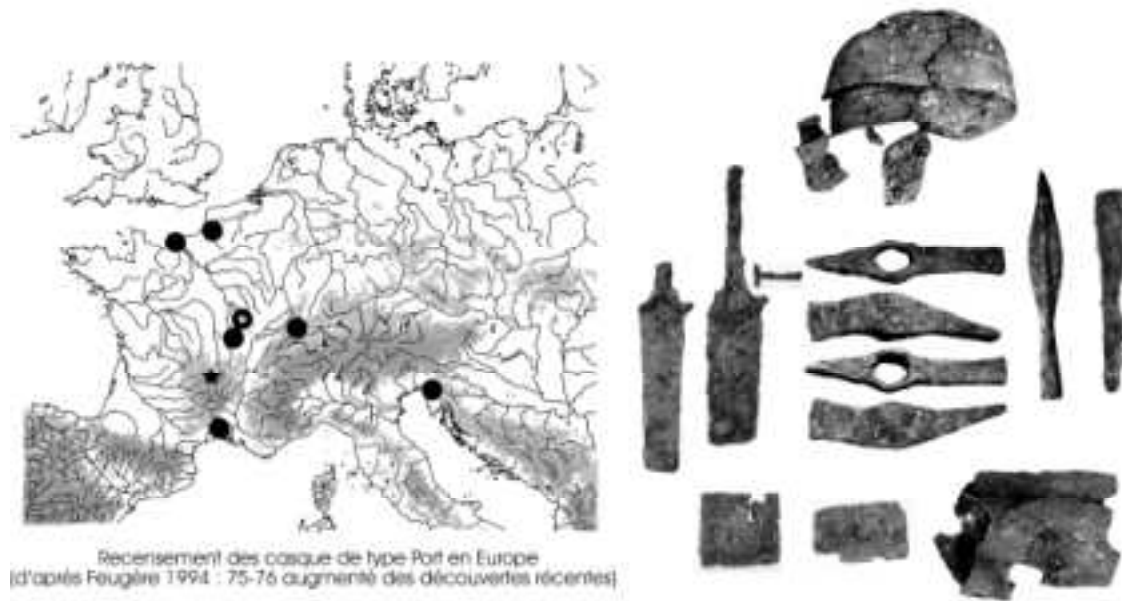 Recensement des casque de type Port en Europe
(d'après Feugère 1994 : 75-76 augmenté des découvertes récentes)